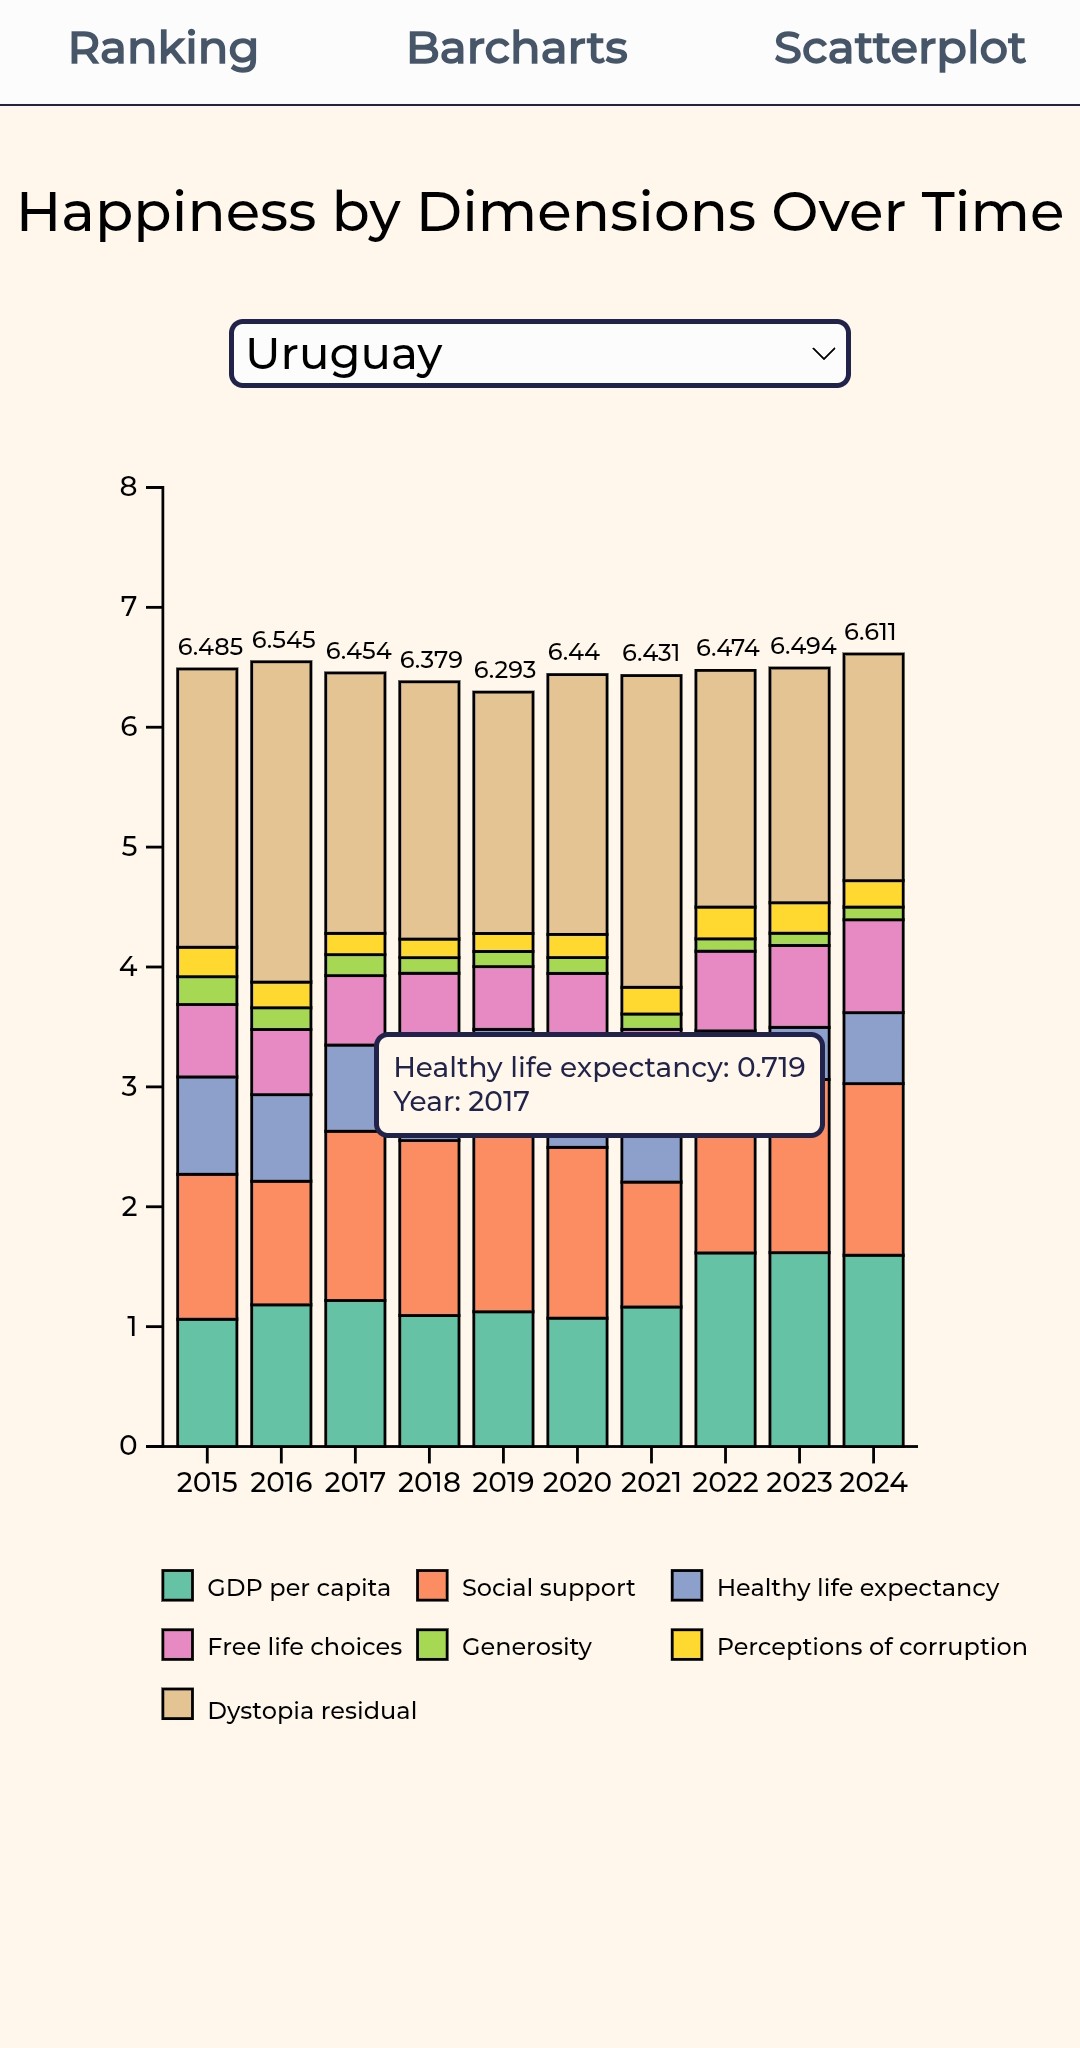 Ranking Barcharts Scatterplot
Happiness by Dimensions Over Time
Uruguay
8
7
6.485 6.545 6.454 6.379 6.293 6.44 6.431 6.474 6.494 6.611
6
5
4
Healthy life expectancy: 0.719
3
Year: 2017
2
1
0
2015 2016 2017 2018 2019 2020 2021 2022 2023 2024
GDP per capita Social support Healthy life expectancy
Free life choices Generosity Perceptions of corruption
Dystopia residual